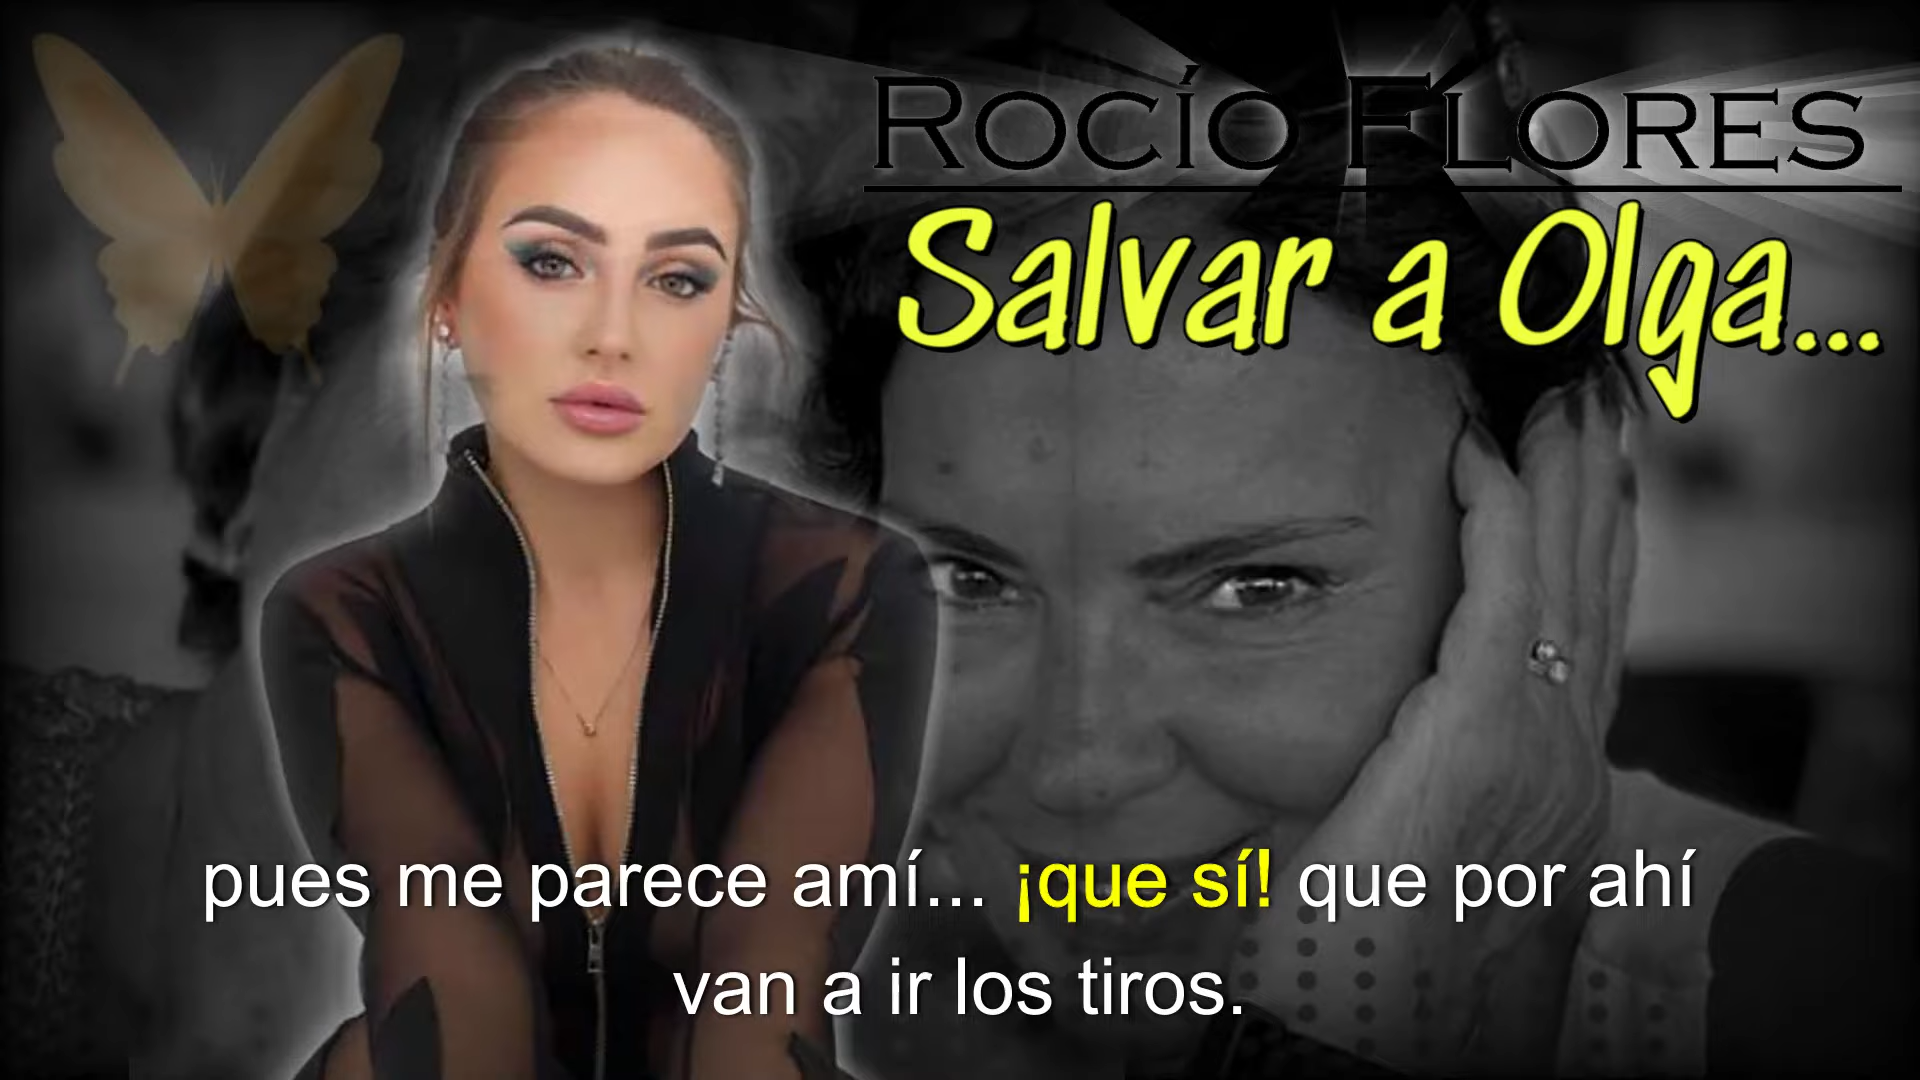 ROCÍO FLORES
Salvar a Olga...
pues me parece amí... ¡que sí! que por ahí
van a ir los tiros.